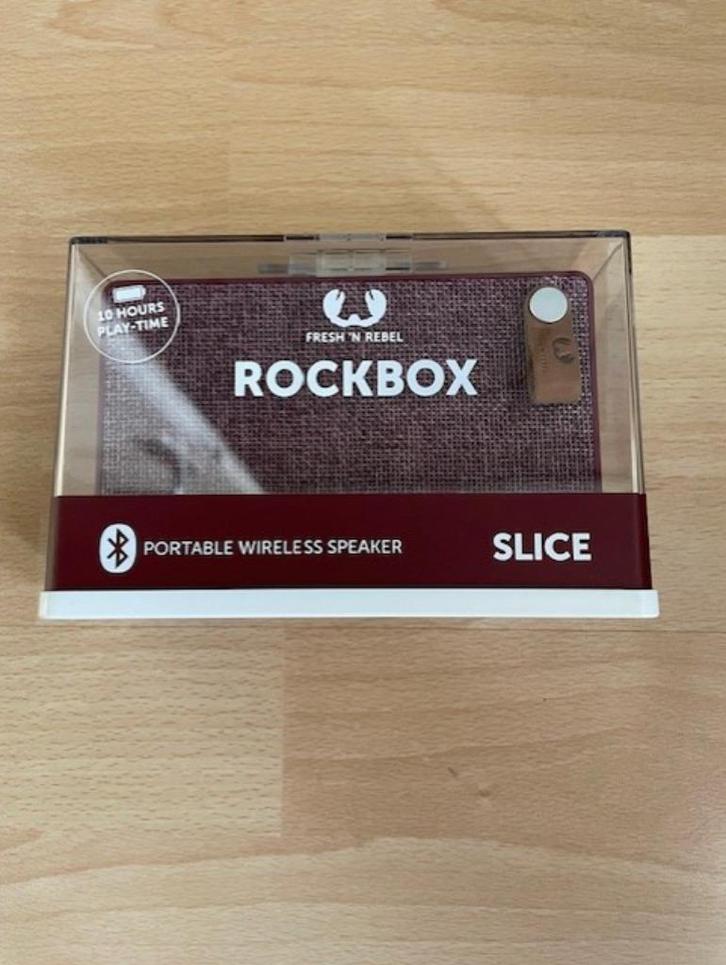 10 HOURS
PLAY-TIME
FRESH 'N REBEL
ROCKBOX
PORTABLE WIRELESS SPEAKER
SLICE